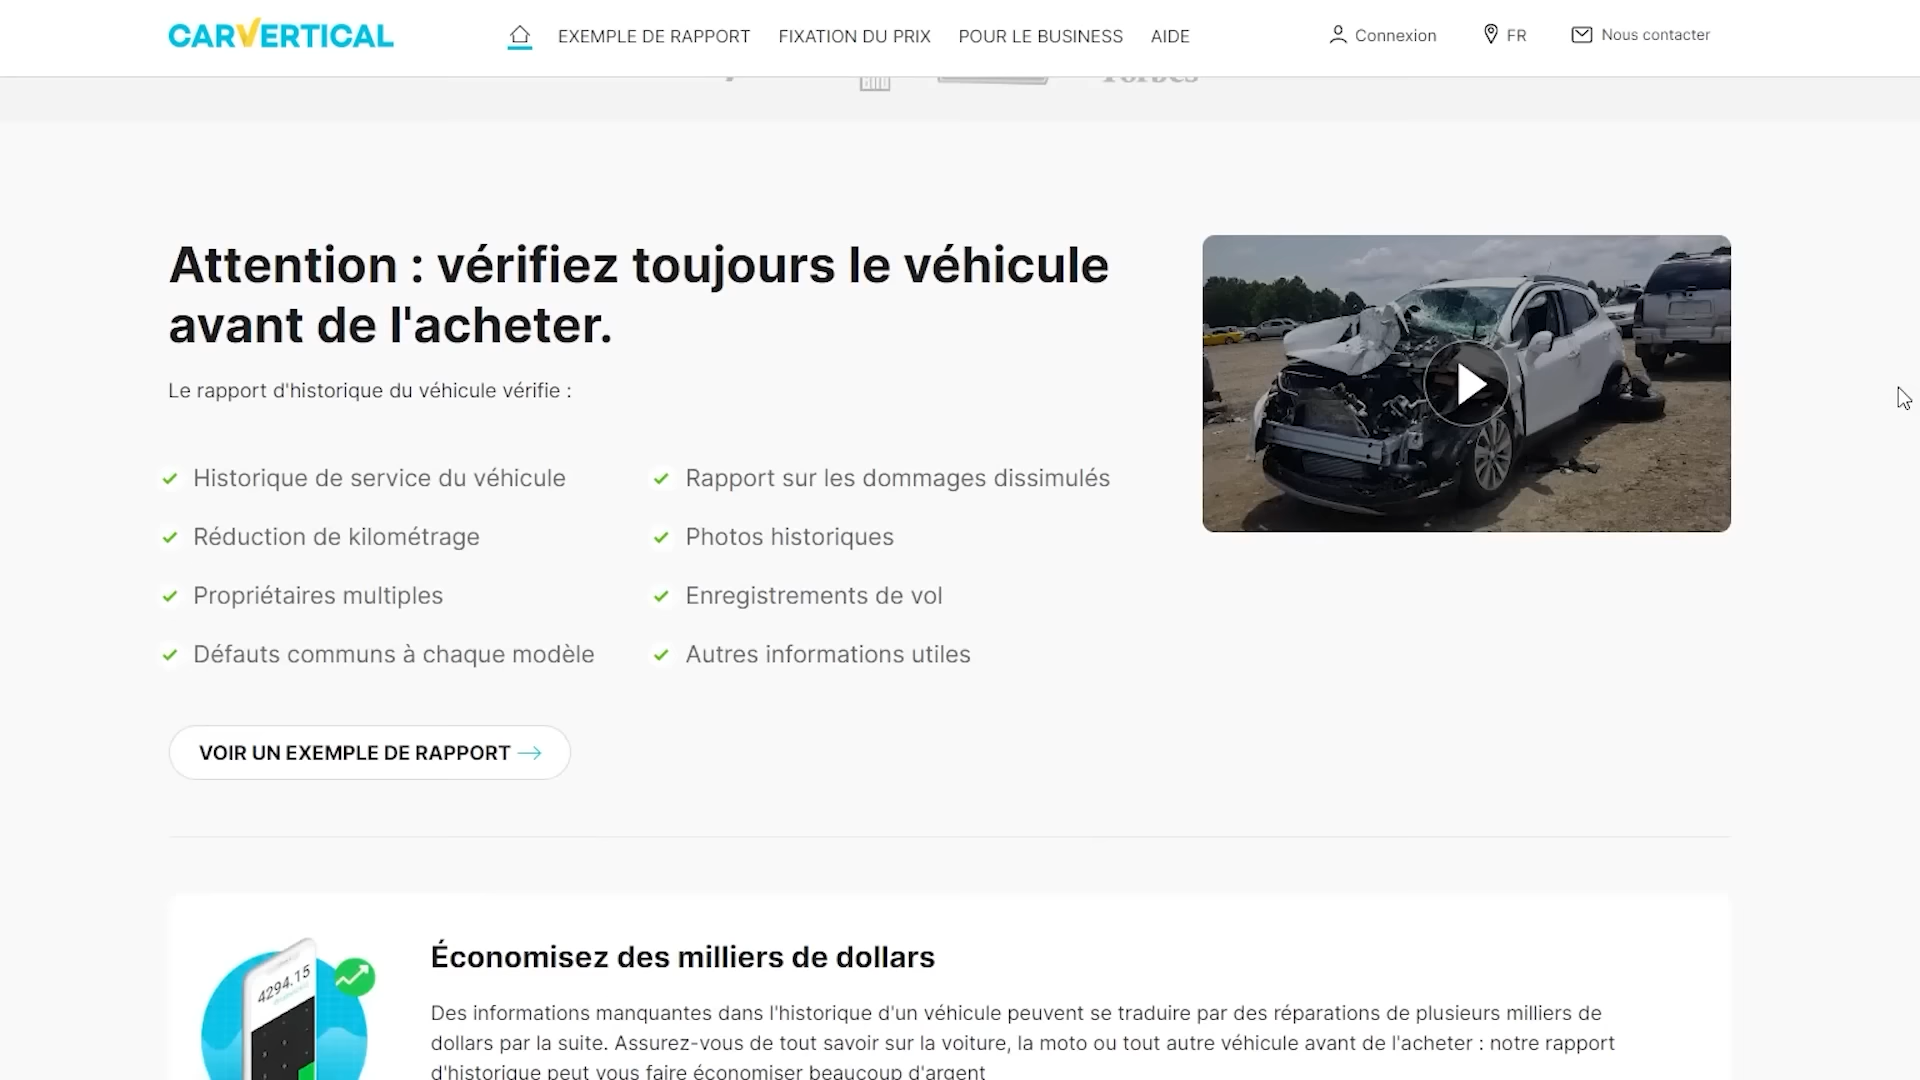 CARVERTICAL
EXEMPLE DE RAPPORT
FIXATION DU PRIX
POUR LE BUSINESS
AIDE
Connexion
FR
Nous contacter
Forbes
Attention : vérifiez toujours le véhicule
avant de l'acheter.
Le rapport d'historique du véhicule vérifie :
Historique de service du véhicule
Réduction de kilométrage
Propriétaires multiples
Défauts communs à chaque modèle
Rapport sur les dommages dissimulés
Photos historiques
Enregistrements de vol
Autres informations utiles
VOIR UN EXEMPLE DE RAPPORT
4294.15
Économisez des milliers de dollars
Des informations manquantes dans l'historique d'un véhicule peuvent se traduire par des réparations de plusieurs milliers de
dollars par la suite. Assurez-vous de tout savoir sur la voiture, la moto ou tout autre véhicule avant de l'acheter : notre rapport
d'historique peut vous faire économiser beaucoup d'argent